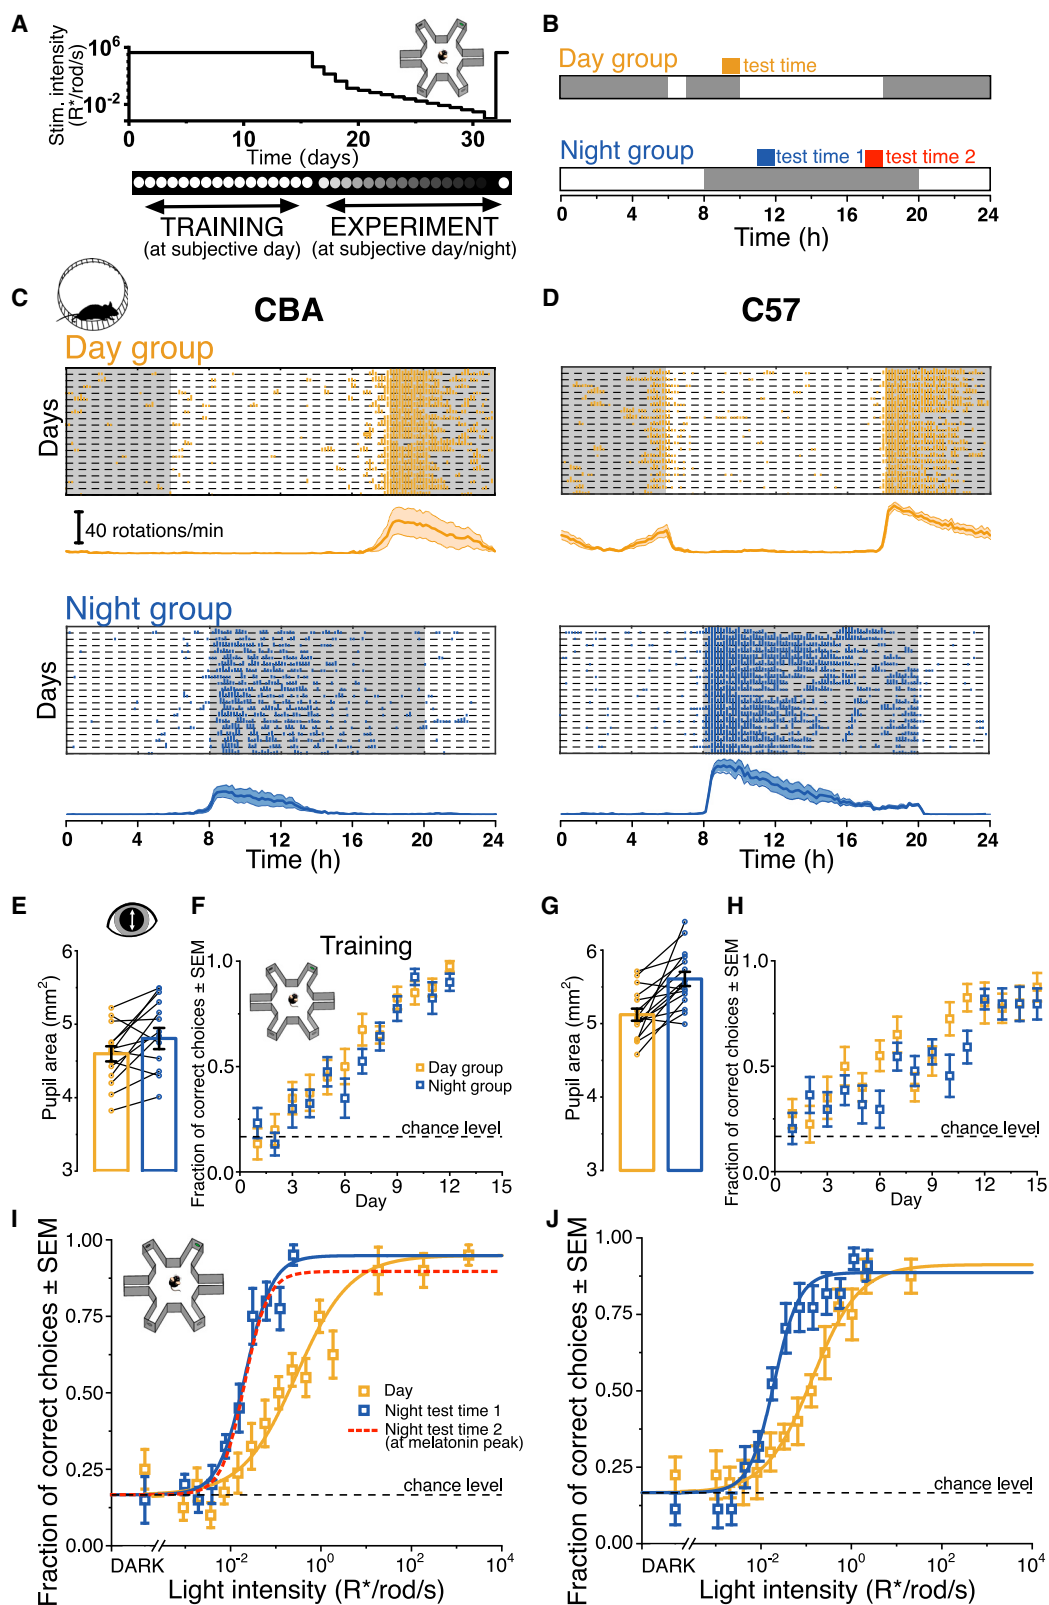 A
Stim. intensity
(R*/rod/s)
10^6
10^-2
0 10 20 30
Time (days)
TRAINING
(at subjective day)
EXPERIMENT
(at subjective day/night)
B
Day group
test time
Night group
test time 1
test time 2
0 4 8 12 16 20 24
Time (h)
C
CBA
Day group
Days
40 rotations/min
Night group
Days
0 4 8 12 16 20 24
Time (h)
D
C57
0 4 8 12 16 20 24
Time (h)
E
Pupil area (mm²)
6
5
4
3
F
Training
Fraction of correct choices ± SEM
1.0
0.5
0.0
Day group
Night group
chance level
0 3 6 9 12 15
Day
G
Pupil area (mm²)
6
5
4
3
H
Fraction of correct choices ± SEM
1.0
0.5
0.0
chance level
0 3 6 9 12 15
Day
I
Fraction of correct choices ± SEM
1.00
0.75
0.50
0.25
0.00
Day
Night test time 1
Night test time 2
(at melatonin peak)
chance level
DARK 10^-2 10^0 10^2 10^4
Light intensity (R*/rod/s)
J
Fraction of correct choices ± SEM
1.00
0.75
0.50
0.25
0.00
chance level
DARK 10^-2 10^0 10^2 10^4
Light intensity (R*/rod/s)